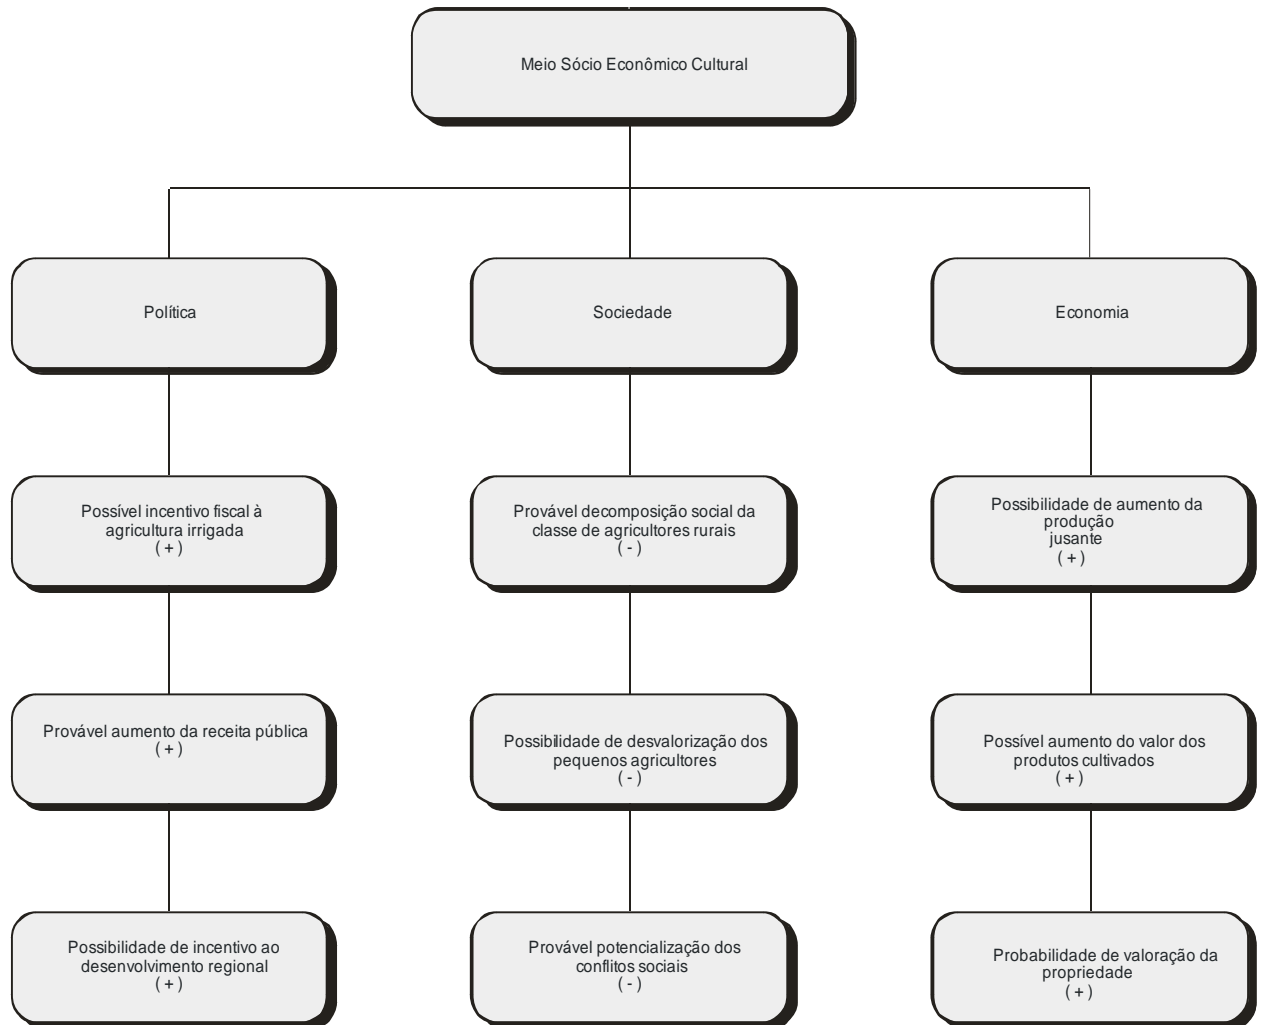 Meio Sócio Econômico Cultural
Política
Sociedade
Economia
Possível incentivo fiscal à
agricultura irrigada
( + )
Provável decomposição social da
classe de agricultores rurais
( - )
Possibilidade de aumento da
produção
jusante
( + )
Provável aumento da receita pública
( + )
Possibilidade de desvalorização dos
pequenos agricultores
( - )
Possível aumento do valor dos
produtos cultivados
( + )
Possibilidade de incentivo ao
desenvolvimento regional
( + )
Provável potencialização dos
conflitos sociais
( - )
Probabilidade de valoração da
propriedade
( + )